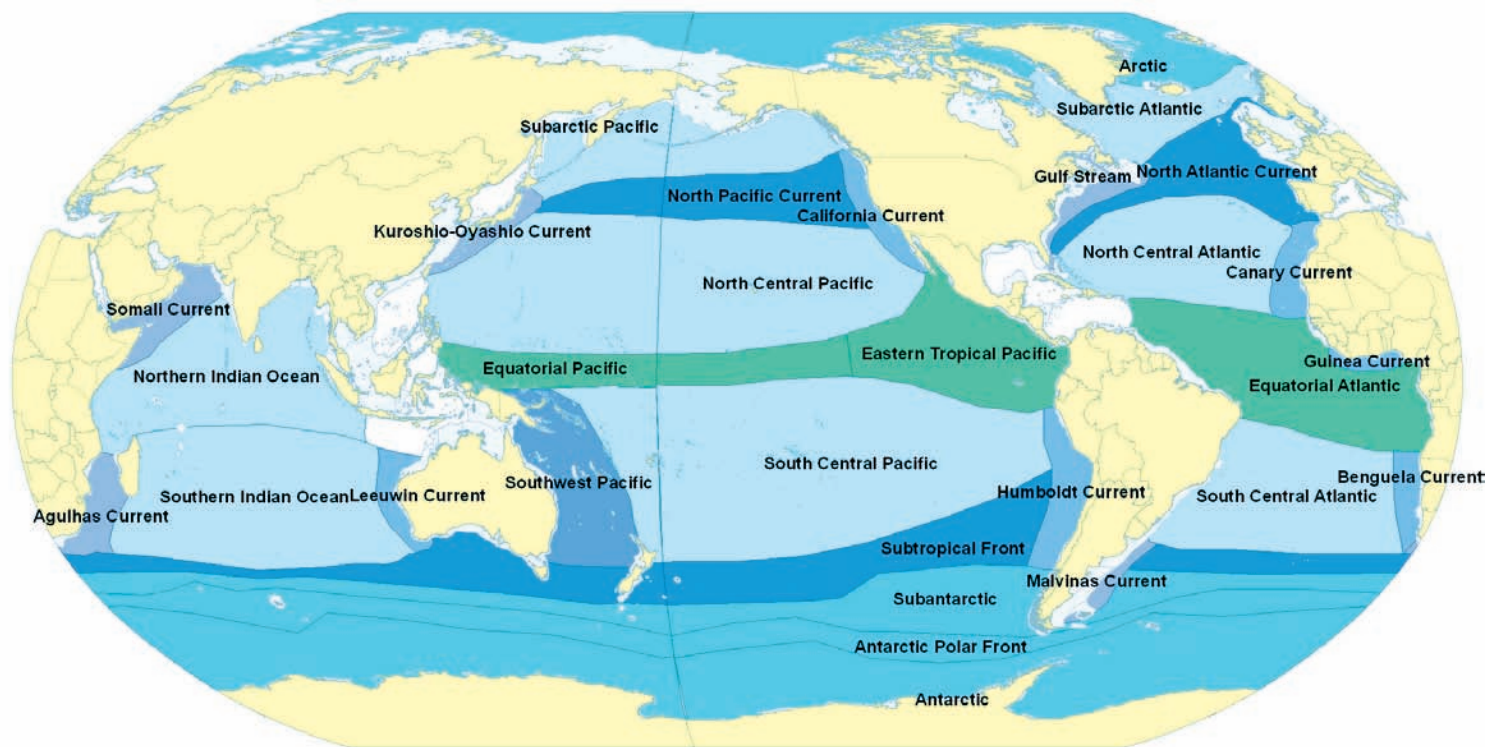 Arctic
Subarctic Atlantic
Subarctic Pacific
Gulf Stream
North Atlantic Current
North Pacific Current
California Current
Kuroshio-Oyashio Current
North Central Atlantic
Canary Current
North Central Pacific
Somali Current
Equatorial Pacific
Eastern Tropical Pacific
Guinea Current
Northern Indian Ocean
Equatorial Atlantic
South Central Pacific
Southwest Pacific
Benguela Current
Southern Indian Ocean
Leeuwin Current
Humboldt Current
South Central Atlantic
Agulhas Current
Subtropical Front
Malvinas Current
Subantarctic
Antarctic Polar Front
Antarctic